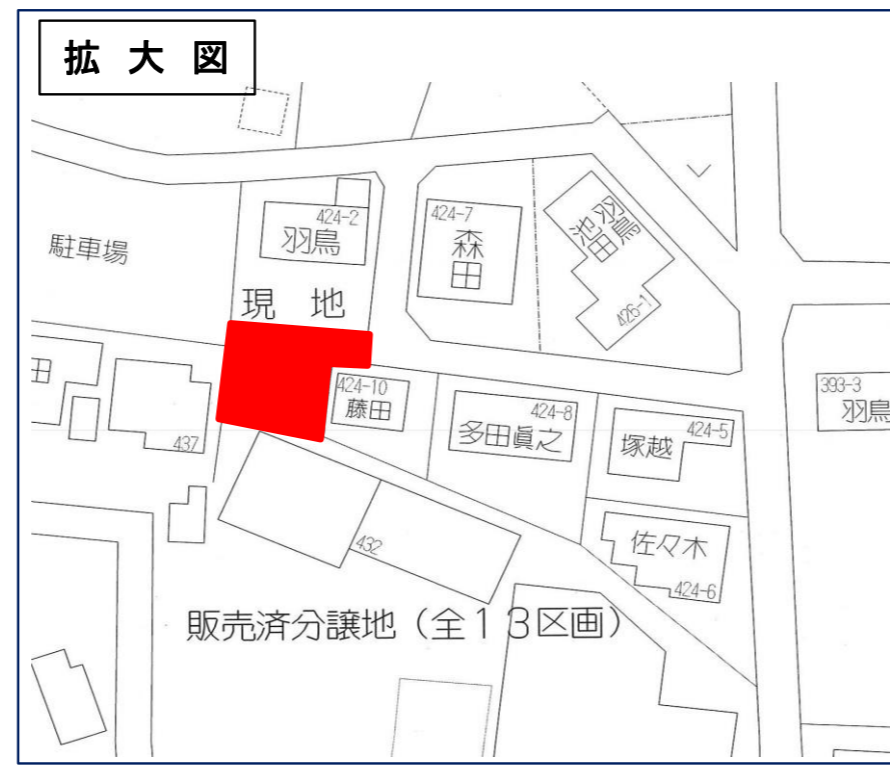 拡大図
424-2
羽鳥
424-7
森田
羽鳥
池田
426-1
駐車場
現地
田
437
424-10
藤田
424-8
多田眞之
424-5
塚越
393-3
羽鳥
佐々木
424-6
432
販売済分譲地（全１３区画）